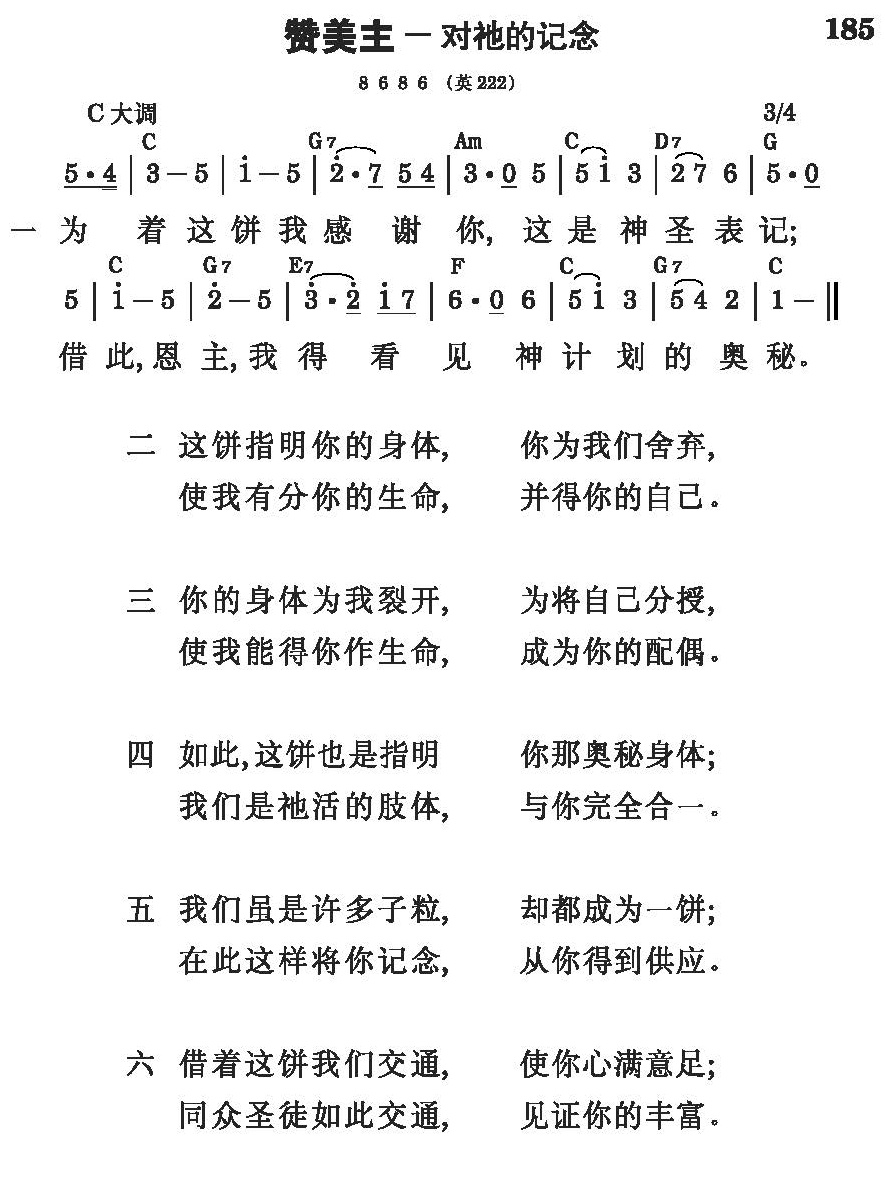 赞美主 － 对祂的记念 185
8 6 8 6 （英 222）
C 大调 3/4
C G7 Am C D7 G
5·4 | 3 – 5 | i – 5 | 2̇·7 5 4 | 3·0 5 | 5 i 3 | 2 7 6 | 5·0
一 为 着 这 饼 我 感 谢 你, 这 是 神 圣 表 记;
C G7 E7 F C G7 C
5 | i – 5 | 2̇ – 5 | 3̇·2̇ i 7 | 6·0 6 | 5 i 3 | 5 4 2 | 1 – ‖
借 此, 恩 主, 我 得 看 见 神 计 划 的 奥 秘。
二 这饼指明你的身体, 你为我们舍弃,
使我有分你的生命, 并得你的自己。
三 你的身体为我裂开, 为将自己分授,
使我能得你作生命, 成为你的配偶。
四 如此, 这饼也是指明 你那奥秘身体;
我们是祂活的肢体, 与你完全合一。
五 我们虽是许多子粒, 却都成为一饼;
在此这样将你记念, 从你得到供应。
六 借着这饼我们交通, 使你心满意足;
同众圣徒如此交通, 见证你的丰富。